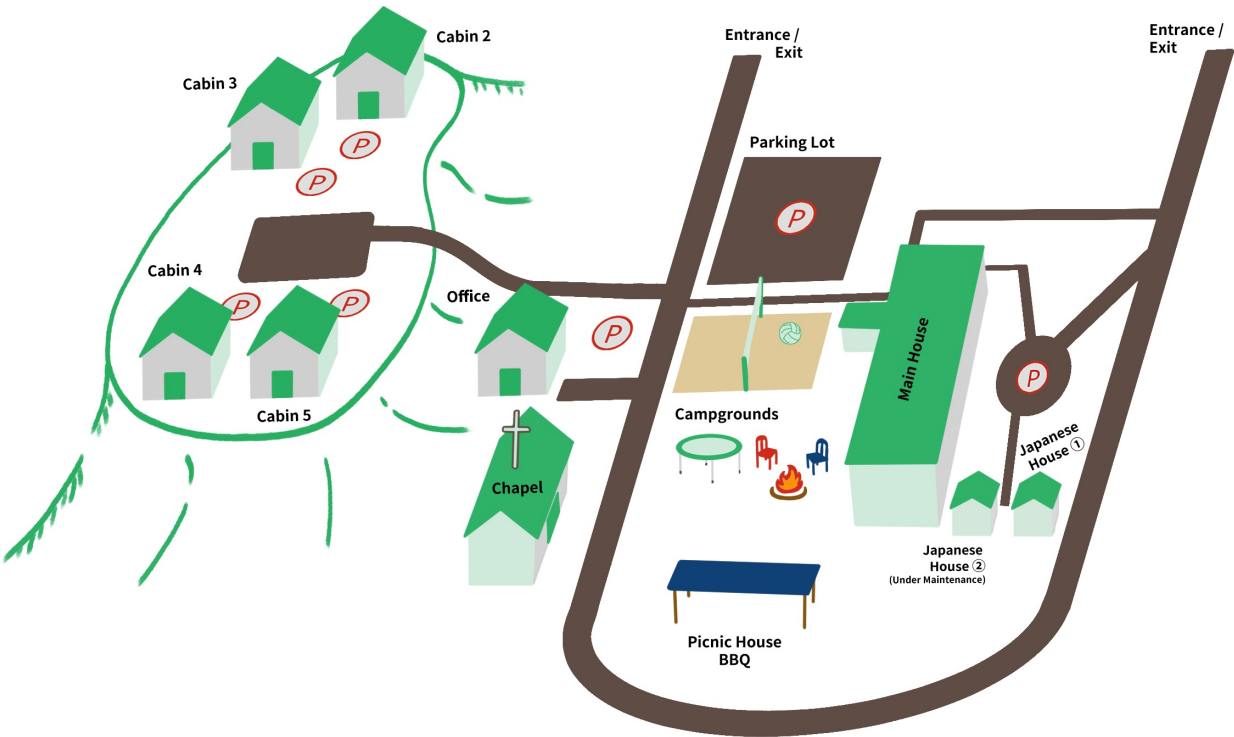 Cabin 2
Cabin 3
P
P
Cabin 4
P
P
Cabin 5
Office
P
Chapel
Entrance /
Exit
Parking Lot
P
Campgrounds
Picnic House
BBQ
Main House
Entrance /
Exit
P
Japanese
House ①
Japanese
House ②
(Under Maintenance)